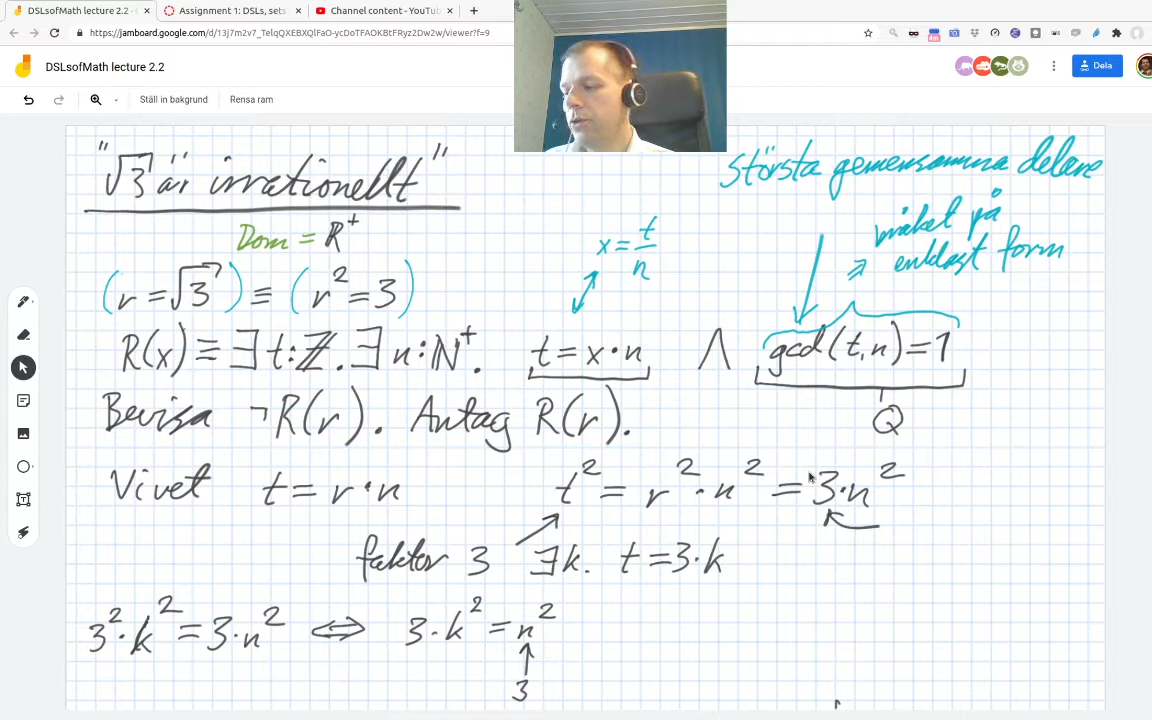 DSLsofMath lecture 2.2 -
Assignment 1: DSLs, sets
Channel content - YouTu
https://jamboard.google.com/d/13j7m2v7_TelqQXEBXQlFaO-ycDoTFAOKBtFRyz2Dw2w/viewer?f=9
DSLsofMath lecture 2.2
Dela
Ställ in bakgrund
Rensa ram
"√3 är irrationellt"
största gemensamma delare
Dom = R⁺
x = t/n
enklast form
(r = √3) ≡ (r² = 3)
R(x) ≡ ∃ t:ℤ. ∃ n:ℕ⁺. t = x·n ∧ gcd(t,n)=1
Q
Bevisa ¬R(r). Antag R(r).
Vi vet t = r·n t² = r²·n² = 3·n²
faktor 3 ∃k. t = 3·k
3²·k² = 3·n² ⟺ 3·k² = n²
3